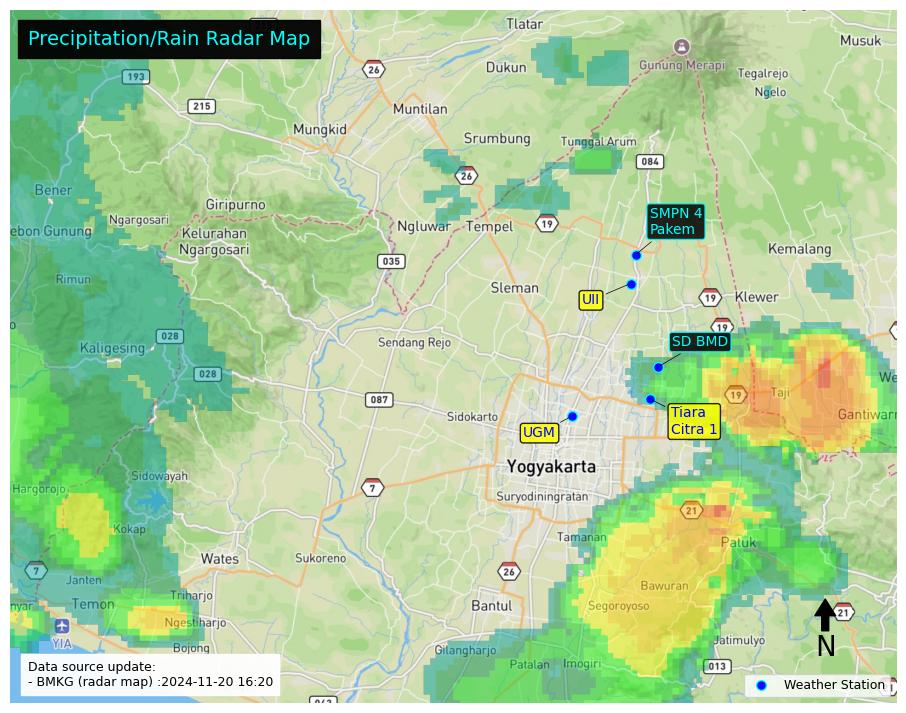 Precipitation/Rain Radar Map
Tlatar
Musuk
26
Dukun
Gunung Merapi
193
Tegalrejo
Ngelo
215
Muntilan
Mungkid
Srumbung
Tunggal Arum
084
26
Bener
Giripurno
SMPN 4
Pakem
Ngargosari
Ngluwar
Tempel
19
ebon Gunung
Kelurahan
Ngargosari
Kemalang
035
Rimun
Sleman
UII
19
Klewer
19
028
Sendang Rejo
SD BMD
Kaligesing
028
We
087
19
Taji
Sidokarto
Tiara
Citra 1
Gantiwarn
UGM
Yogyakarta
Sidowayah
Hargorojo
7
Suryodiningratan
21
Kokap
Tamanan
Paluk
Wates
Sukoreno
7
26
Janten
Bawuran
Triharjo
Temon
Bantul
Segoroyoso
nyar
21
Ngestiharjo
YIA
N
Bojong
Jatimulyo
Gilangharjo
Patalan
Imogiri
013
Data source update:
- BMKG (radar map) :2024-11-20 16:20
Weather Station